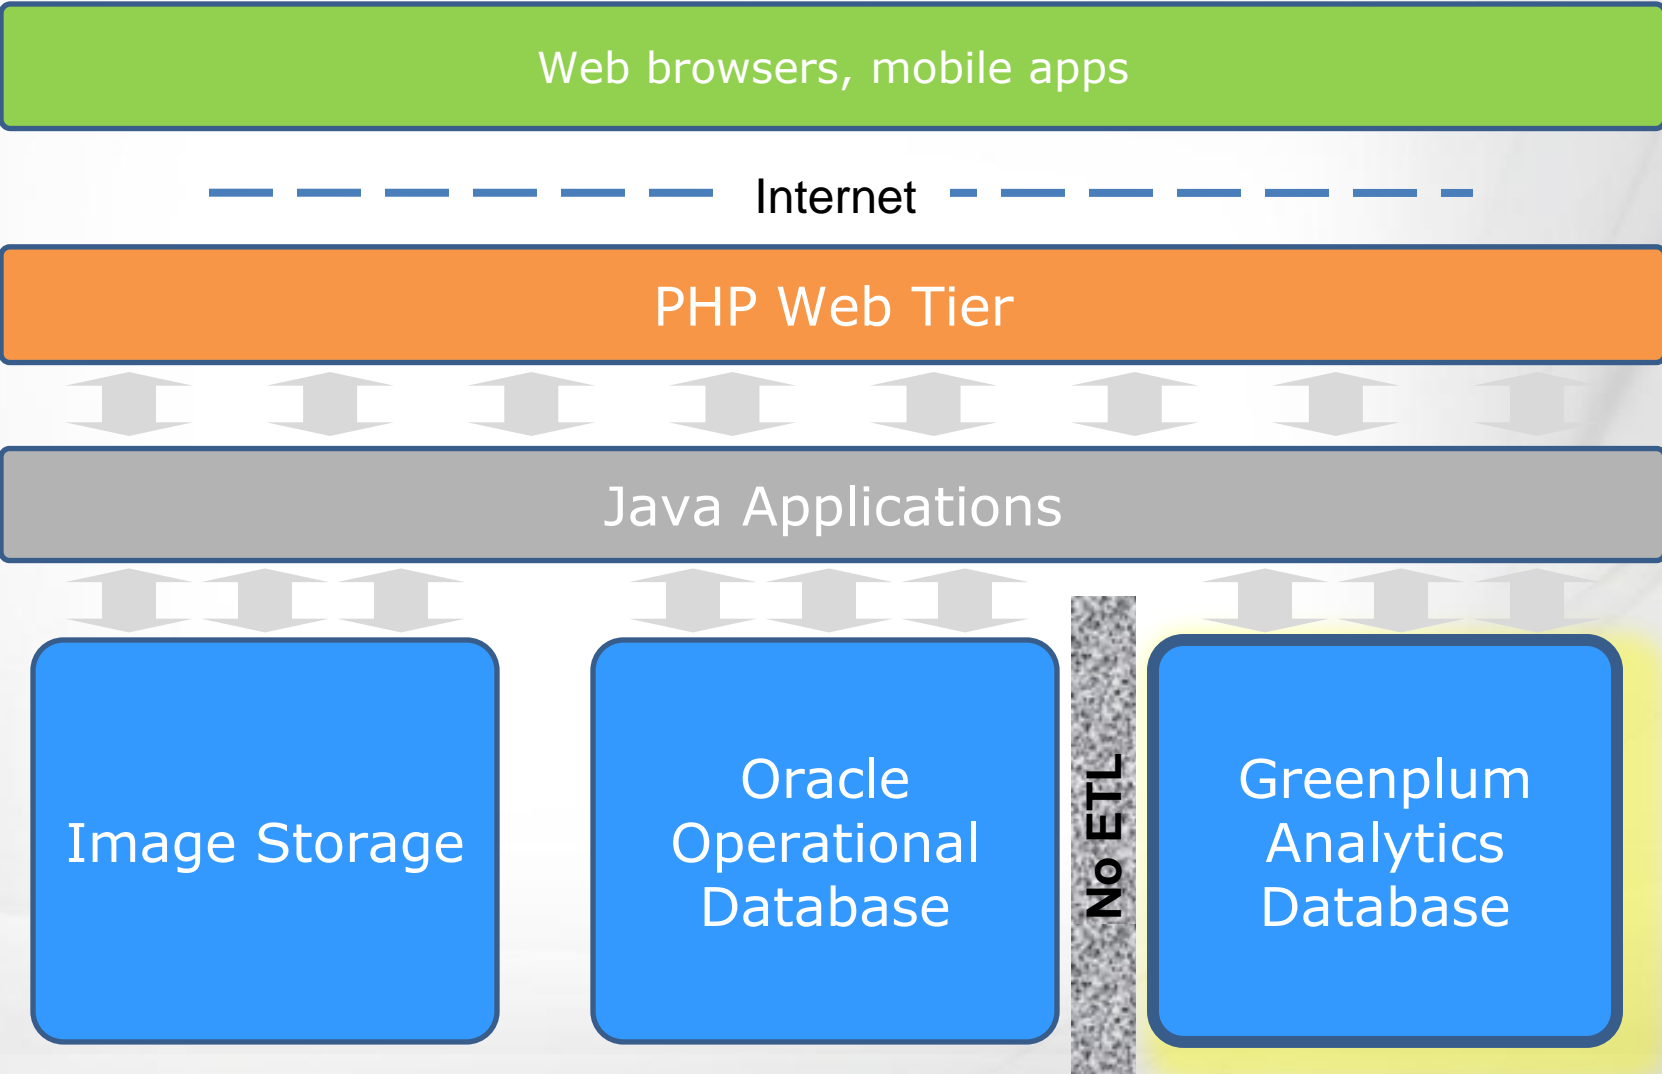 Web browsers, mobile apps
Internet
PHP Web Tier
Java Applications
Image Storage
Oracle
Operational
Database
No ETL
Greenplum
Analytics
Database